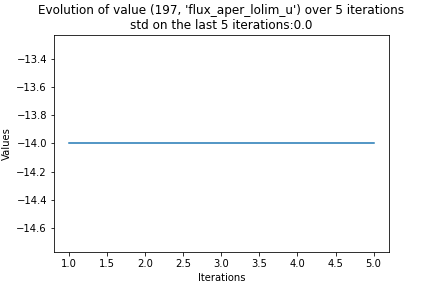 Evolution of value (197, 'flux_aper_lolim_u') over 5 iterations
std on the last 5 iterations:0.0
Values
−13.4
−13.6
−13.8
−14.0
−14.2
−14.4
−14.6
1.0 1.5 2.0 2.5 3.0 3.5 4.0 4.5 5.0
Iterations